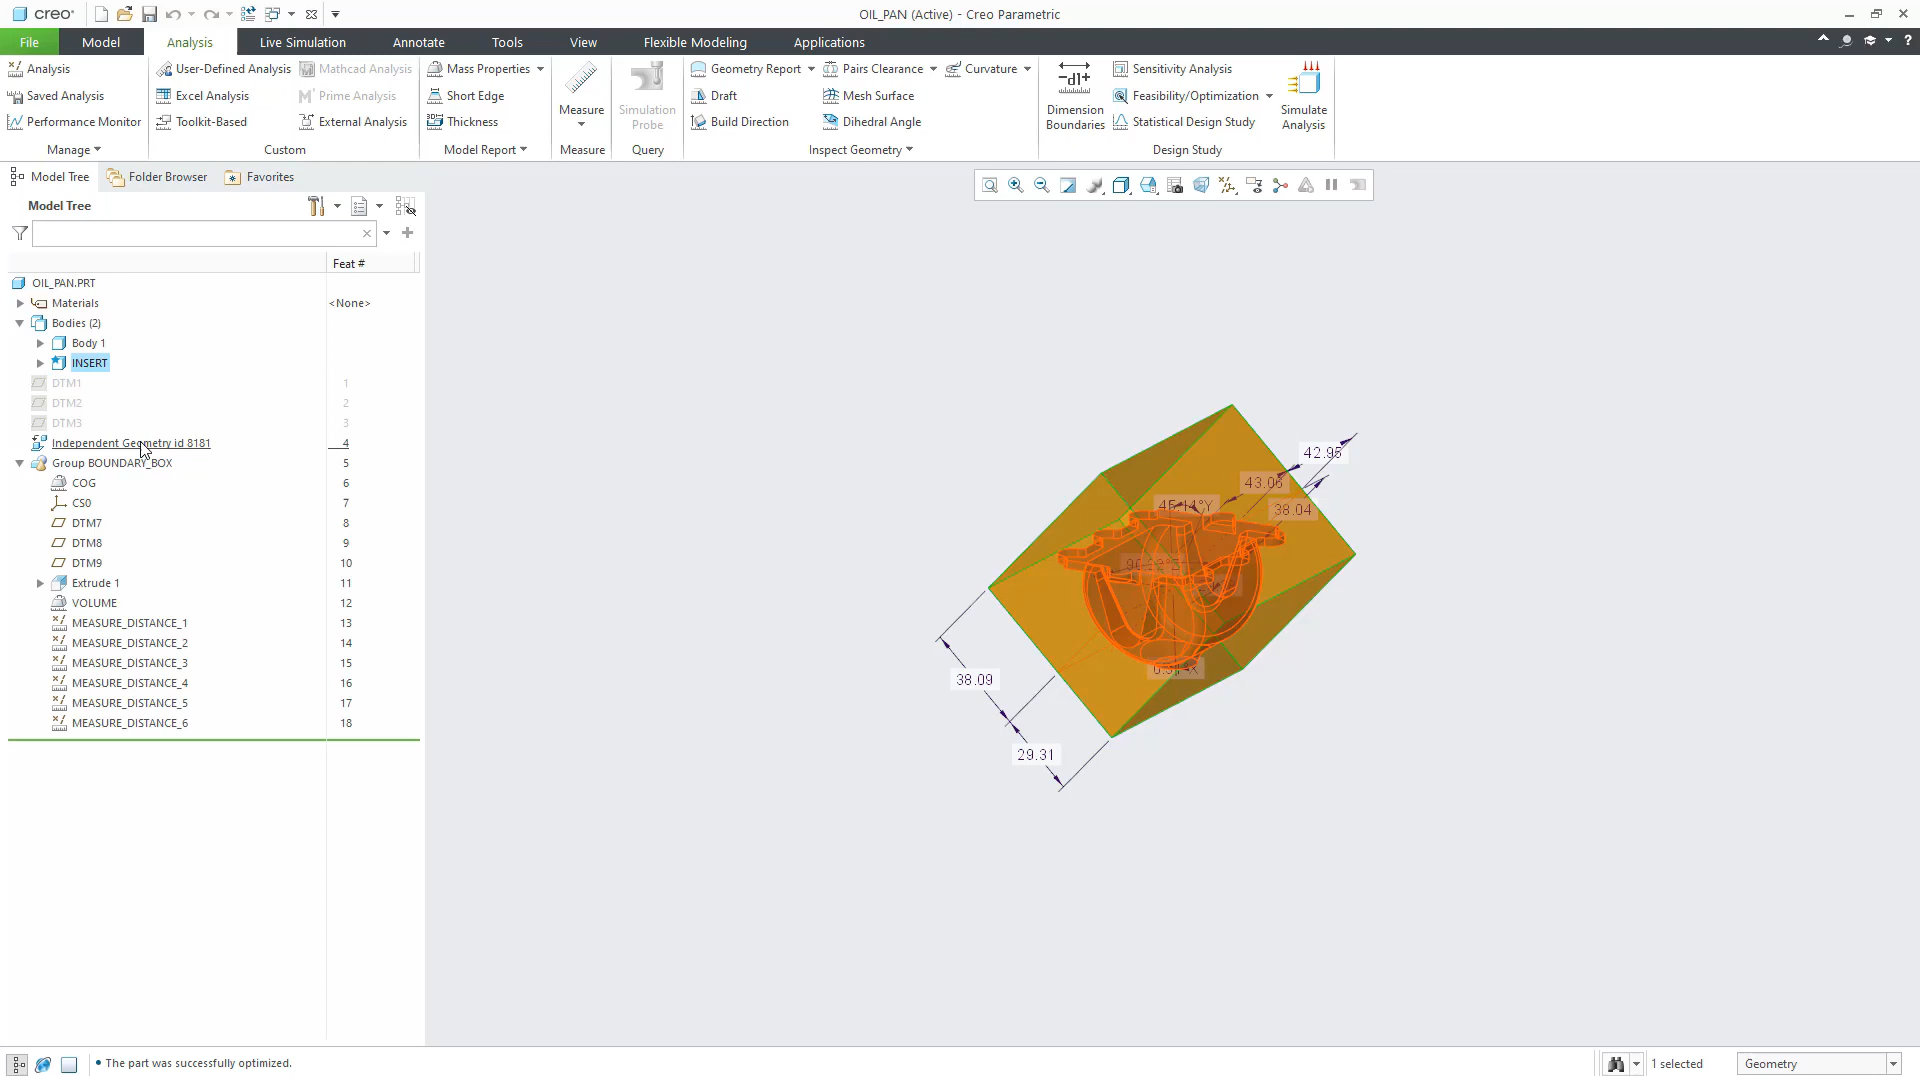 creo®
OIL_PAN (Active) - Creo Parametric
File
Model
Analysis
Live Simulation
Annotate
Tools
View
Flexible Modeling
Applications
Analysis
Saved Analysis
Performance Monitor
Manage
User-Defined Analysis
Excel Analysis
Toolkit-Based
Mathcad Analysis
Prime Analysis
External Analysis
Custom
Mass Properties
Short Edge
Thickness
Model Report
Measure
Measure
Simulation
Probe
Query
Geometry Report
Draft
Build Direction
Pairs Clearance
Mesh Surface
Dihedral Angle
Curvature
Inspect Geometry
Dimension
Boundaries
Sensitivity Analysis
Feasibility/Optimization
Statistical Design Study
Simulate
Analysis
Design Study
Model Tree
Folder Browser
Favorites
Model Tree
Feat #
OIL_PAN.PRT
Materials <None>
Bodies (2)
Body 1
INSERT
DTM1 1
DTM2 2
DTM3 3
Independent Geometry id 8181 4
Group BOUNDARY_BOX 5
COG 6
CS0 7
DTM7 8
DTM8 9
DTM9 10
Extrude 1 11
VOLUME 12
MEASURE_DISTANCE_1 13
MEASURE_DISTANCE_2 14
MEASURE_DISTANCE_3 15
MEASURE_DISTANCE_4 16
MEASURE_DISTANCE_5 17
MEASURE_DISTANCE_6 18
42.95
43.06
38.04
38.09
29.31
The part was successfully optimized.
1 selected
Geometry